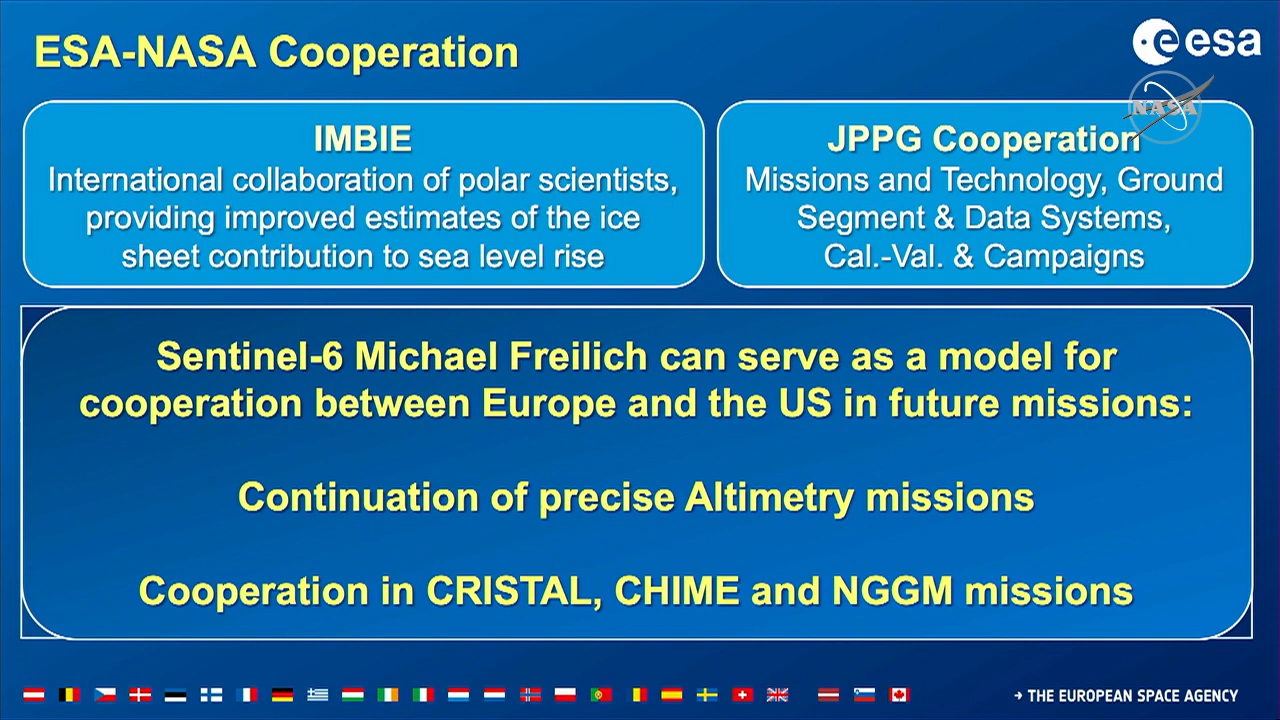 ESA-NASA Cooperation
esa
NASA
IMBIE
International collaboration of polar scientists,
providing improved estimates of the ice
sheet contribution to sea level rise
JPPG Cooperation
Missions and Technology, Ground
Segment & Data Systems,
Cal.-Val. & Campaigns
Sentinel-6 Michael Freilich can serve as a model for
cooperation between Europe and the US in future missions:
Continuation of precise Altimetry missions
Cooperation in CRISTAL, CHIME and NGGM missions
→ THE EUROPEAN SPACE AGENCY